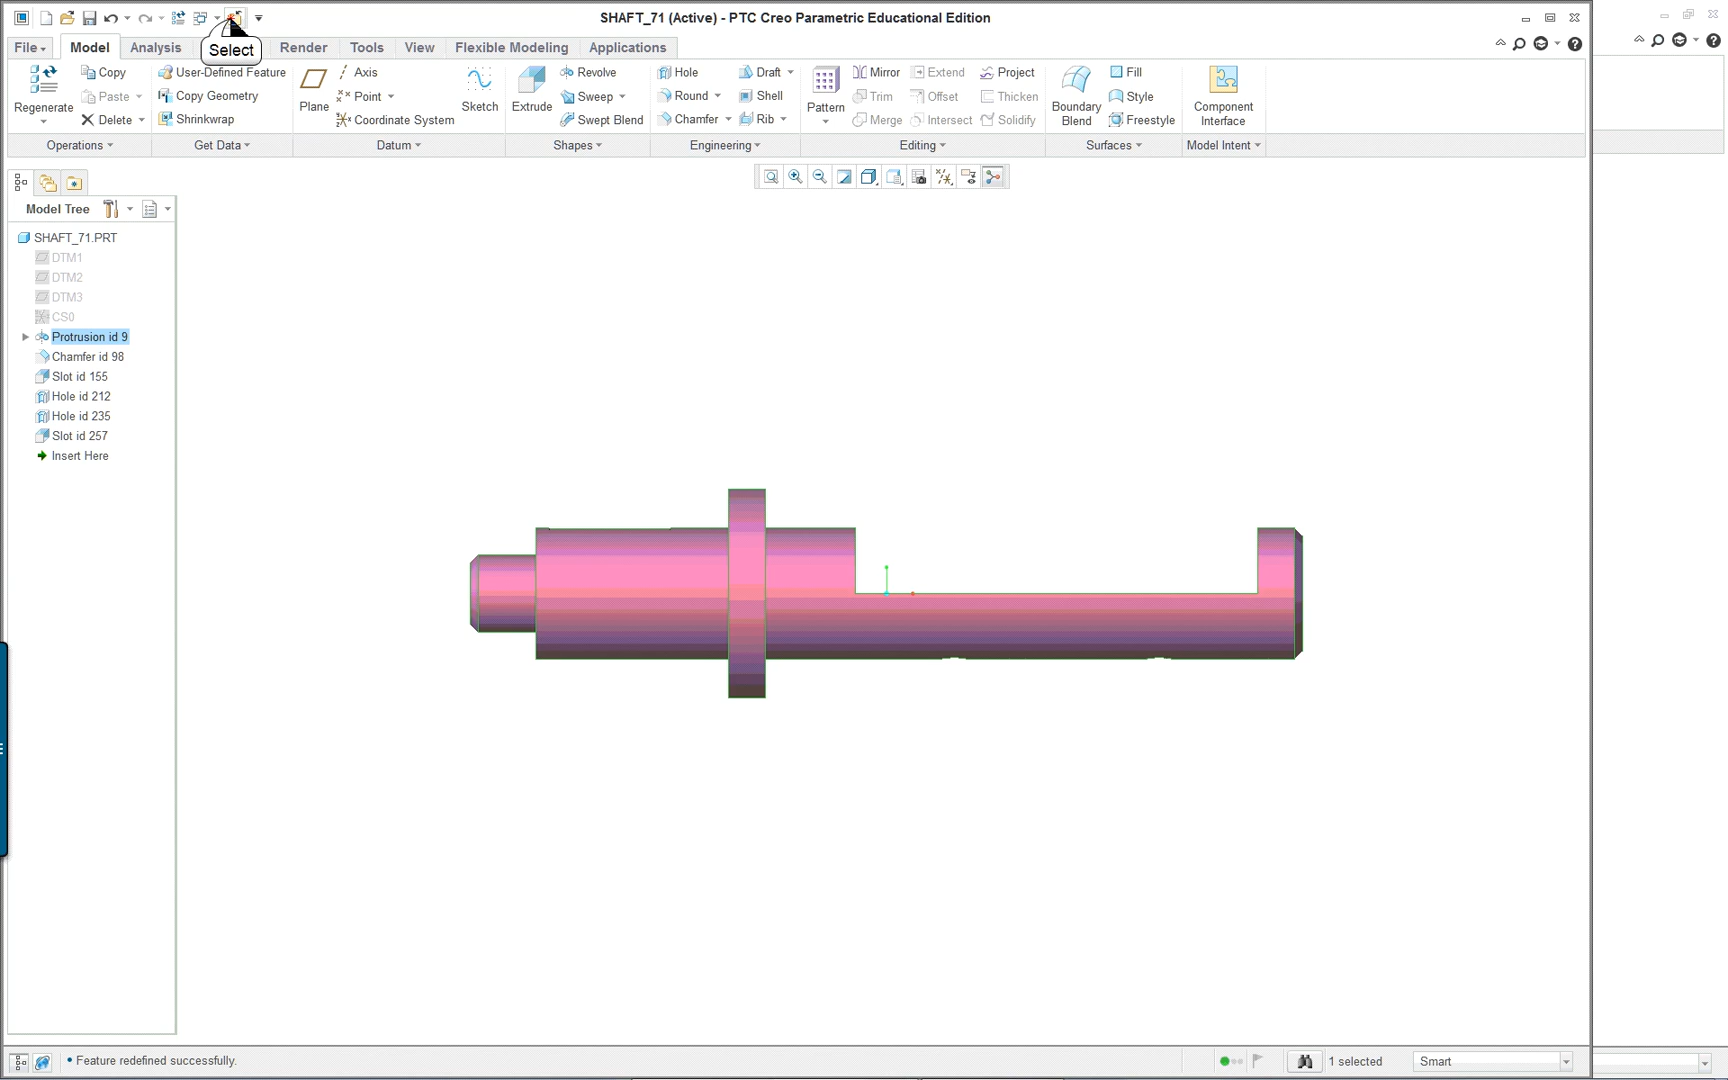 SHAFT_71 (Active) - PTC Creo Parametric Educational Edition
Select
File Model Analysis Render Tools View Flexible Modeling Applications
Regenerate
Copy
Paste
Delete
Operations
User-Defined Feature
Copy Geometry
Shrinkwrap
Get Data
Plane
Axis
Point
Coordinate System
Sketch
Datum
Extrude
Revolve
Sweep
Swept Blend
Shapes
Hole
Round
Chamfer
Draft
Shell
Rib
Engineering
Pattern
Mirror
Trim
Merge
Extend
Offset
Intersect
Project
Thicken
Solidify
Editing
Boundary
Blend
Fill
Style
Freestyle
Surfaces
Component
Interface
Model Intent
Model Tree
SHAFT_71.PRT
DTM1
DTM2
DTM3
CS0
Protrusion id 9
Chamfer id 98
Slot id 155
Hole id 212
Hole id 235
Slot id 257
Insert Here
• Feature redefined successfully.
1 selected
Smart